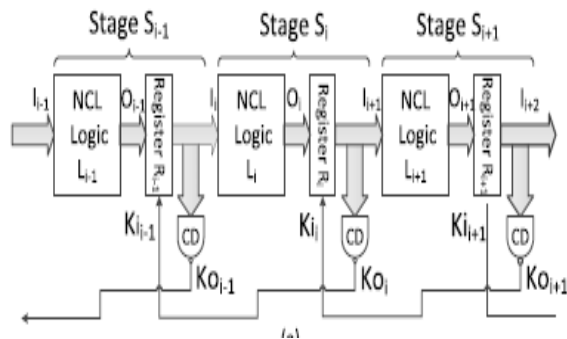 Stage Sᵢ₋₁
Stage Sᵢ
Stage Sᵢ₊₁
Iᵢ₋₁
NCL
Logic
Lᵢ₋₁
Oᵢ₋₁
Register Rᵢ₋₁
Iᵢ
NCL
Logic
Lᵢ
Oᵢ
Register Rᵢ
Iᵢ₊₁
NCL
Logic
Lᵢ₊₁
Oᵢ₊₁
Register Rᵢ₊₁
Iᵢ₊₂
Kiᵢ₋₁
CD
Koᵢ₋₁
Kiᵢ
CD
Koᵢ
Kiᵢ₊₁
CD
Koᵢ₊₁